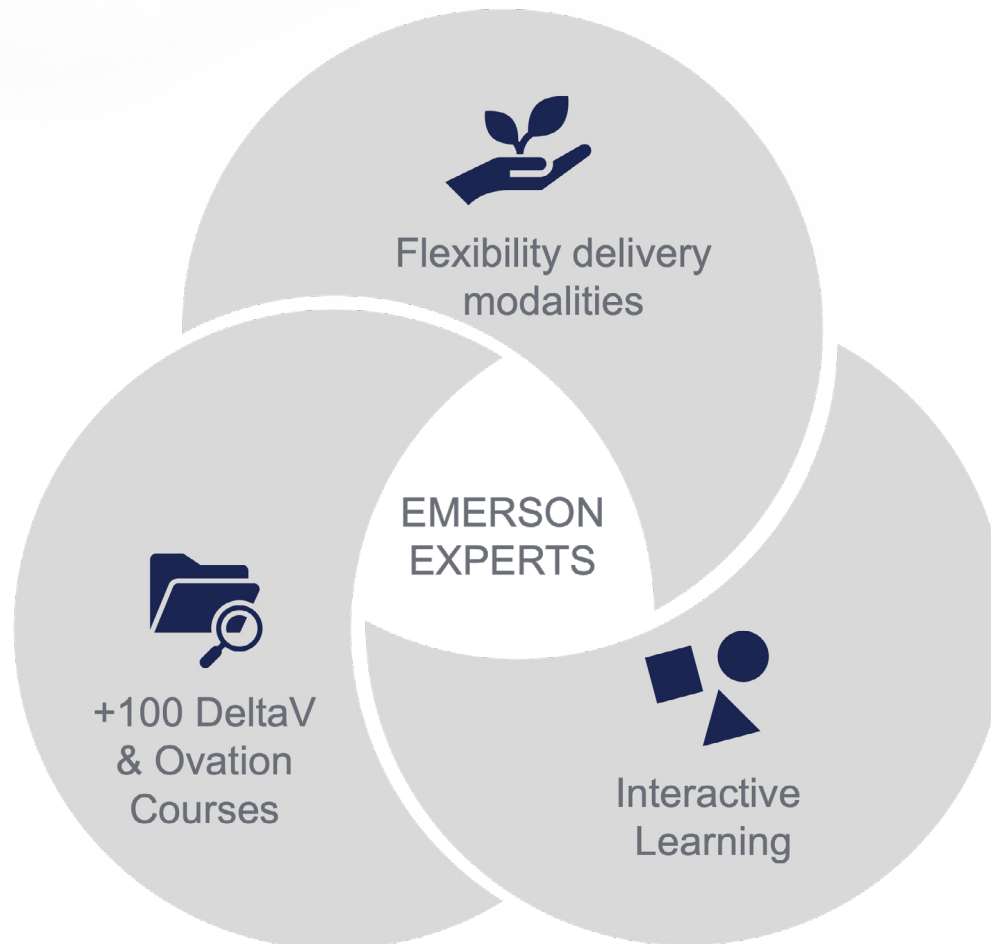 Flexibility delivery
modalities
EMERSON
EXPERTS
+100 DeltaV
& Ovation
Courses
Interactive
Learning